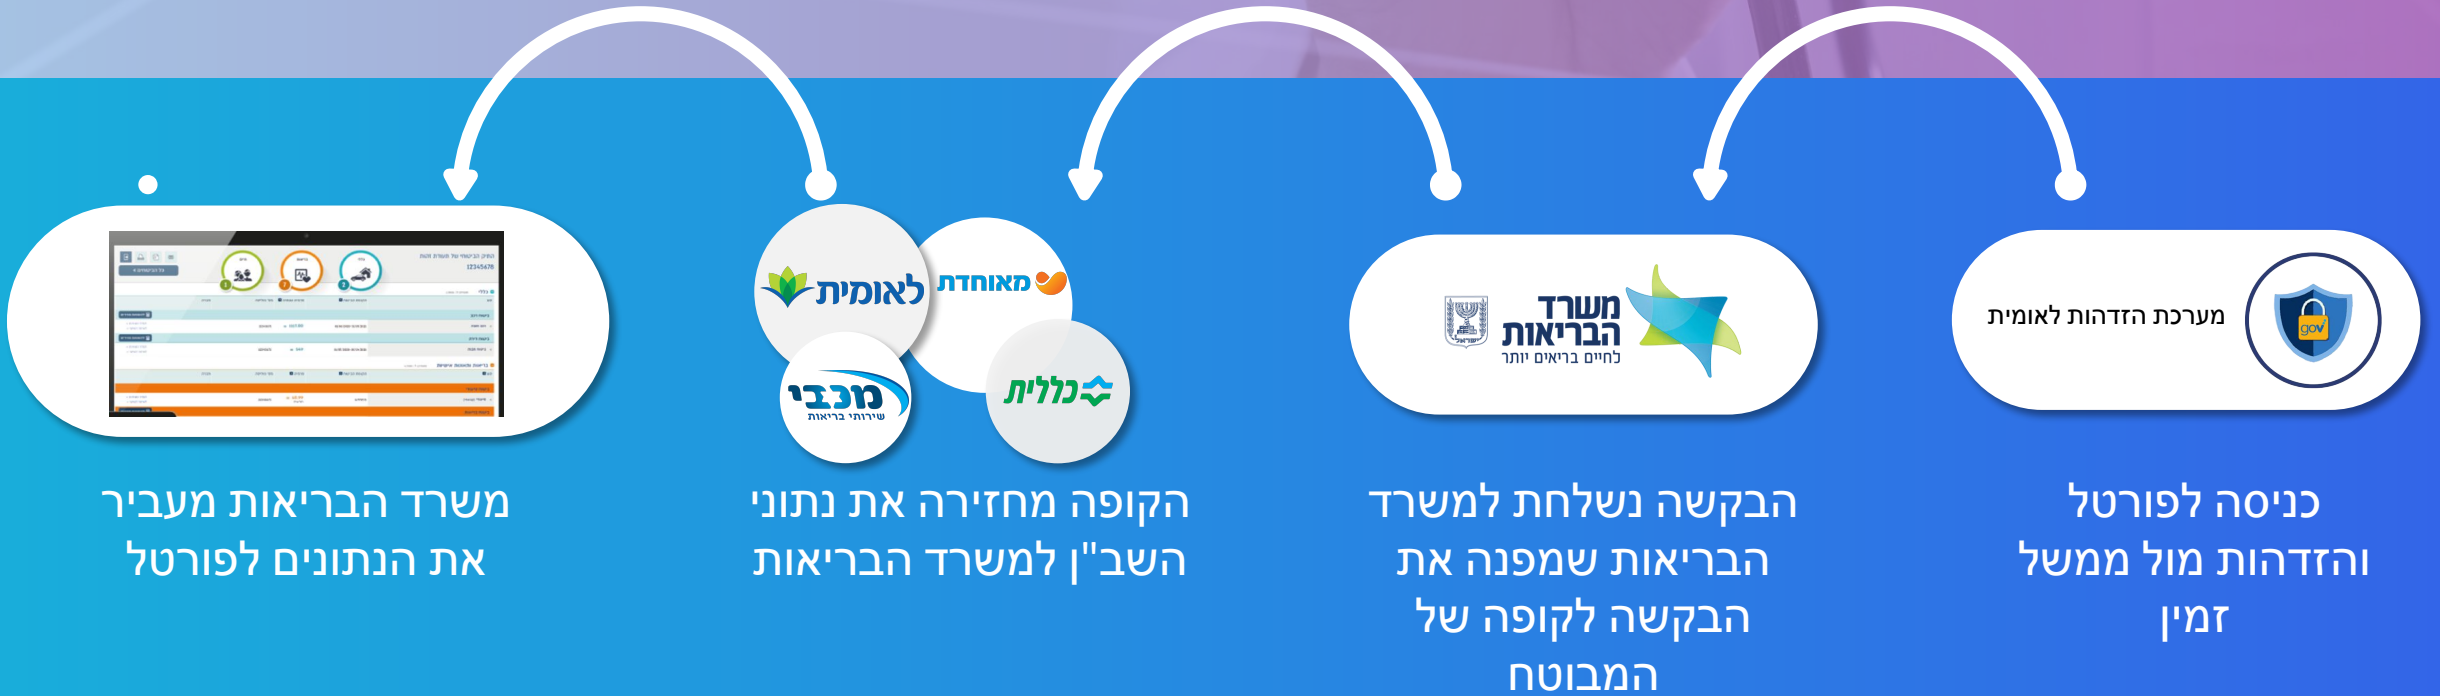 מערכת הזדהות לאומית
gov
כניסה לפורטל
והזדהות מול ממשל
זמין
משרד
הבריאות
לחיים בריאים יותר
הבקשה נשלחת למשרד
הבריאות שמפנה את
הבקשה לקופה של
המבוטח
מאוחדת
לאומית
כללית
מכבי
שירותי בריאות
הקופה מחזירה את נתוני
השב"ן למשרד הבריאות
12345678
משרד הבריאות מעביר
את הנתונים לפורטל